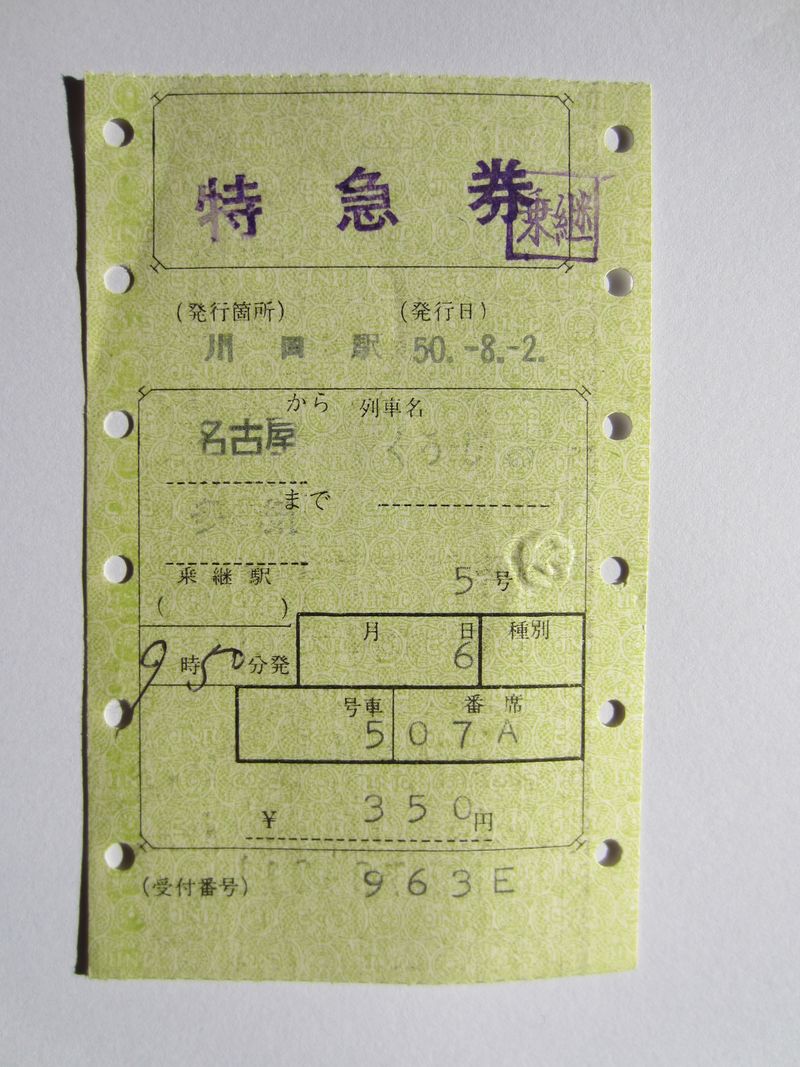 特急券
乗継
(発行箇所) (発行日)
駅 50.-8.-2.
から 列車名
名古屋
まで
乗継駅 5号
( )
月 日 種別
9時50分発 6
号車 番席
5 07A
¥ 350円
(受付番号) 963E